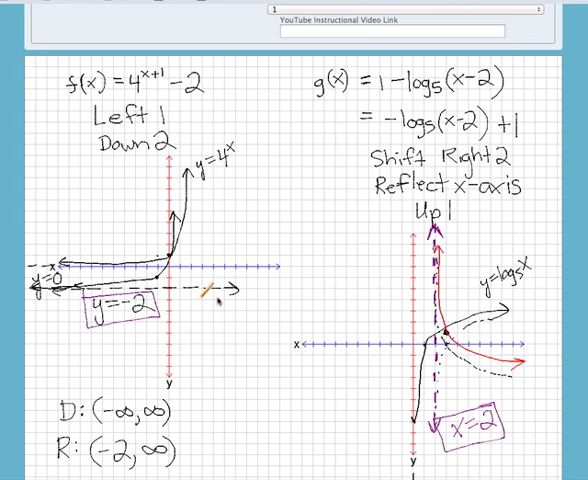 1
YouTube Instructional Video Link
f(x) = 4^(x+1) - 2
Left 1
Down 2
y=4^x
x
y=0
y=-2
y
D: (-∞, ∞)
R: (-2, ∞)
g(x) = 1 - log₅(x-2)
= -log₅(x-2) + 1
Shift Right 2
Reflect x-axis
Up 1
y=log₅x
x
x=2
y